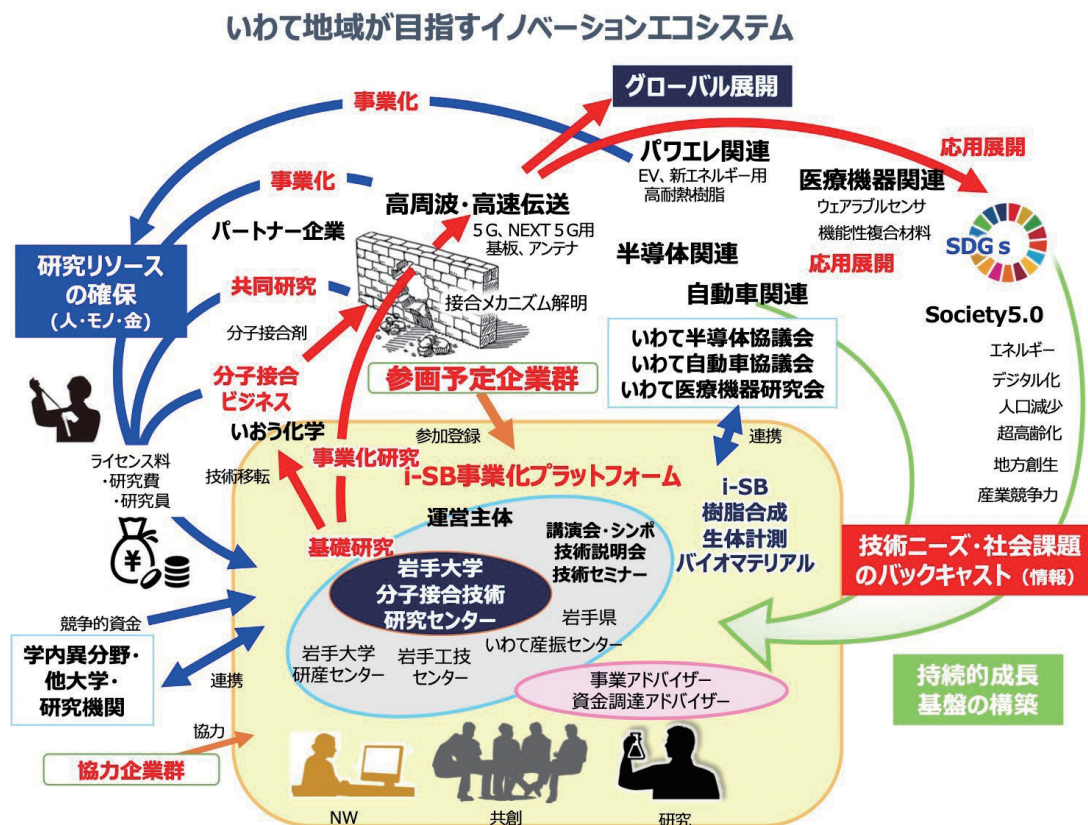 いわて地域が目指すイノベーションエコシステム
グローバル展開
事業化
パワエレ関連
EV、新エネルギー用
高耐熱樹脂
応用展開
医療機器関連
ウェアラブルセンサ
機能性複合材料
応用展開
SDGs
事業化
高周波・高速伝送
5G、NEXT 5G用
基板、アンテナ
パートナー企業
半導体関連
自動車関連
研究リソース
の確保
(人・モノ・金)
共同研究
接合メカニズム解明
分子接合剤
Society5.0
エネルギー
デジタル化
人口減少
超高齢化
地方創生
産業競争力
いわて半導体協議会
いわて自動車協議会
いわて医療機器研究会
参画予定企業群
分子接合
ビジネス
いおう化学
参加登録
連携
ライセンス料
・研究費
・研究員
技術移転
事業化研究
i-SB事業化プラットフォーム
i-SB
樹脂合成
生体計測
バイオマテリアル
運営主体
講演会・シンポ
技術説明会
技術セミナー
基礎研究
岩手大学
分子接合技術
研究センター
技術ニーズ・社会課題
のバックキャスト(情報)
¥
競争的資金
岩手県
いわて産振センター
岩手大学
研産センター
岩手工技
センター
学内異分野・
他大学・
研究機関
連携
事業アドバイザー
資金調達アドバイザー
持続的成長
基盤の構築
協力
協力企業群
NW
共創
研究